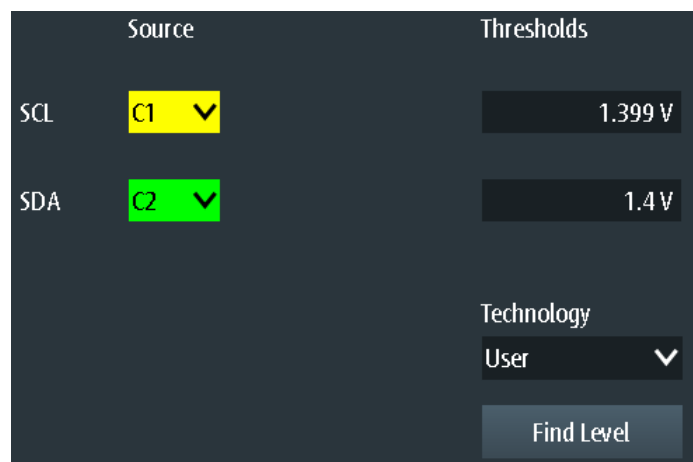 Source Thresholds
SCL C1 1.399 V
SDA C2 1.4 V
Technology
User
Find Level